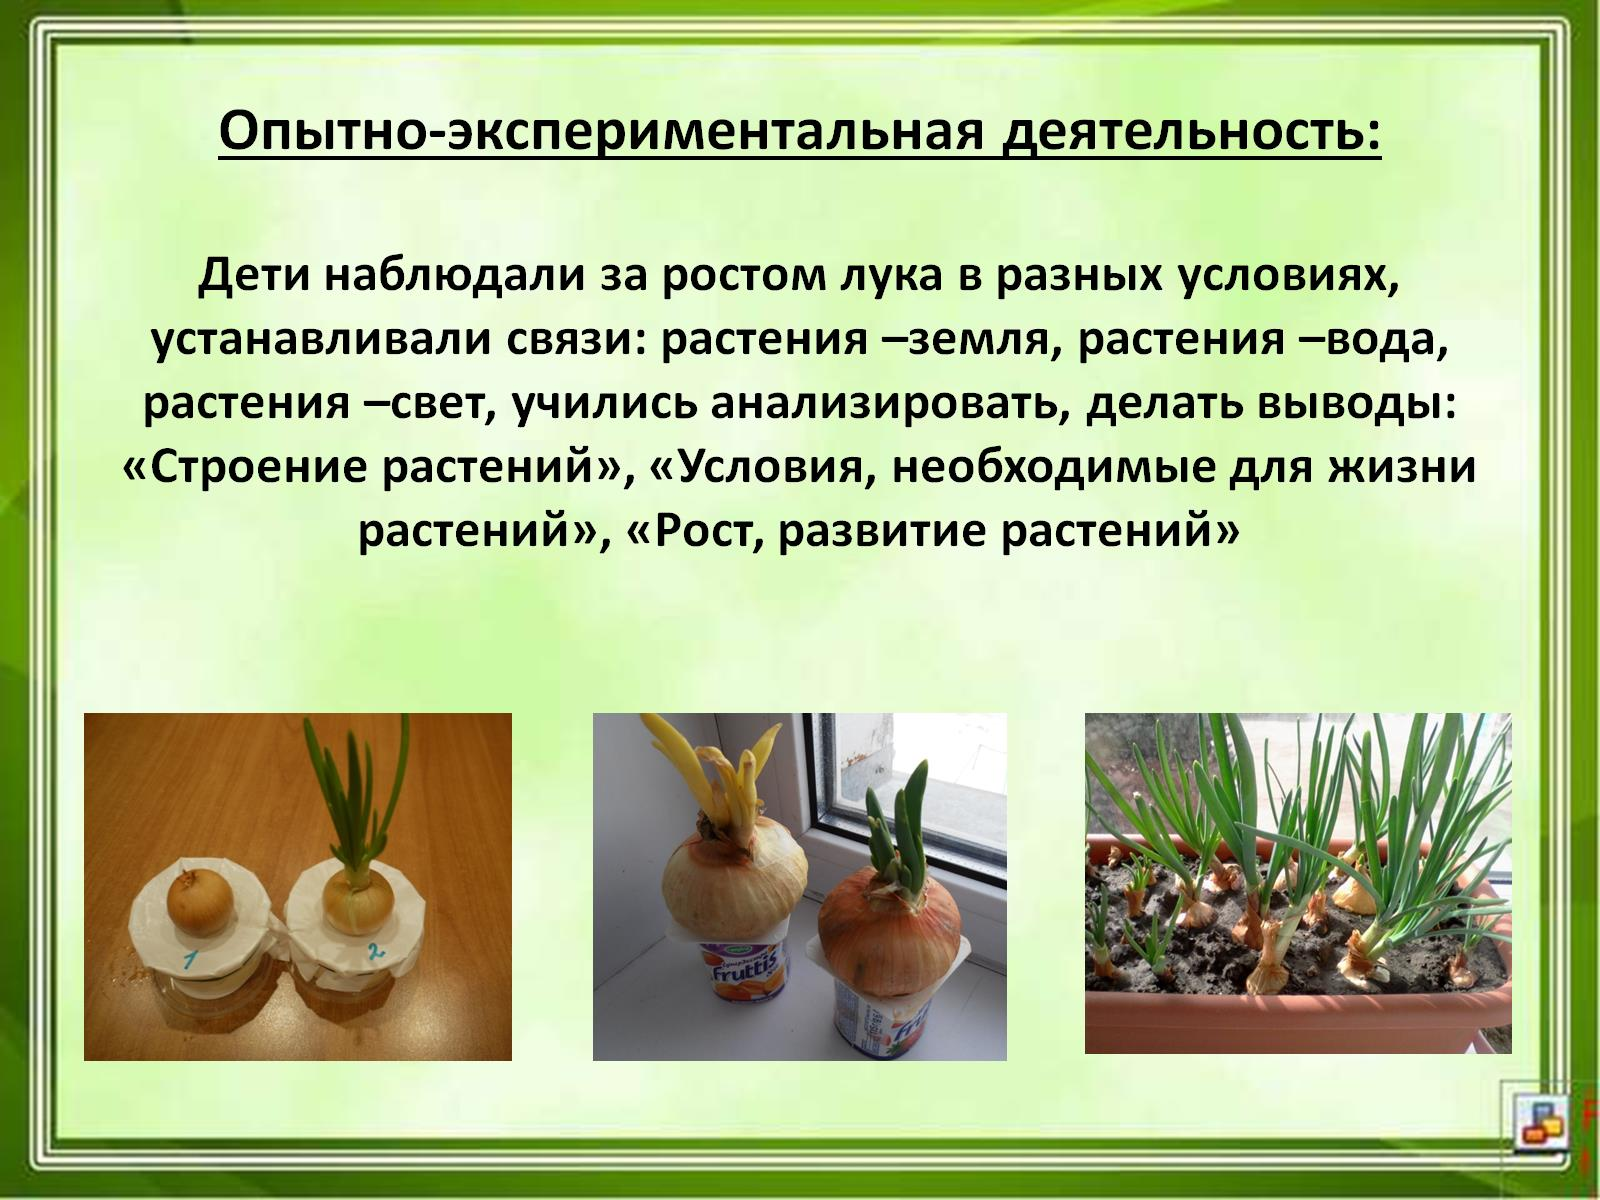 Опытно-экспериментальная деятельность:
Дети наблюдали за ростом лука в разных условиях,
устанавливали связи: растения –земля, растения –вода,
растения –свет, учились анализировать, делать выводы:
«Строение растений», «Условия, необходимые для жизни
растений», «Рост, развитие растений»
1
2
Fruttis